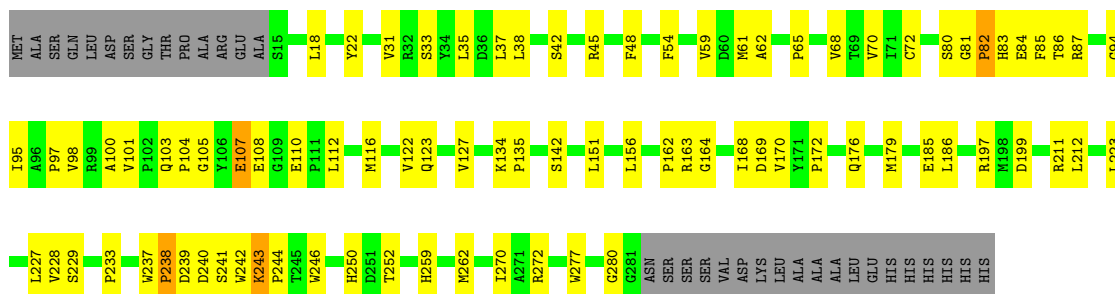 MET ALA SER GLN LEU ASP SER GLY THR PRO ALA ARG GLU ALA S15 L18 Y22 V31 R32 S33 Y34 L35 D36 L37 L38 S42 R45 F48 F54 V59 D60 M61 A62 P65 V68 T69 V70 I71 C72 S80 G81 P82 H83 E84 F85 T86 R87 G94
I95 A96 P97 V98 R99 A100 V101 P102 Q103 P104 G105 Y106 E107 E108 G109 E110 P111 L112 M116 V122 Q123 V127 K134 P135 S142 L151 L156 P162 R163 G164 I168 D169 V170 Y171 P172 Q176 M179 E185 L186 R197 M198 D199 R211 L212 L223
L227 V228 S229 P233 W237 P238 D239 D240 S241 W242 K243 P244 T245 W246 H250 D251 T252 H259 M262 I270 A271 R272 W277 G280 G281 ASN SER SER SER VAL ASP LYS LEU ALA ALA ALA LEU GLU HIS HIS HIS HIS HIS HIS